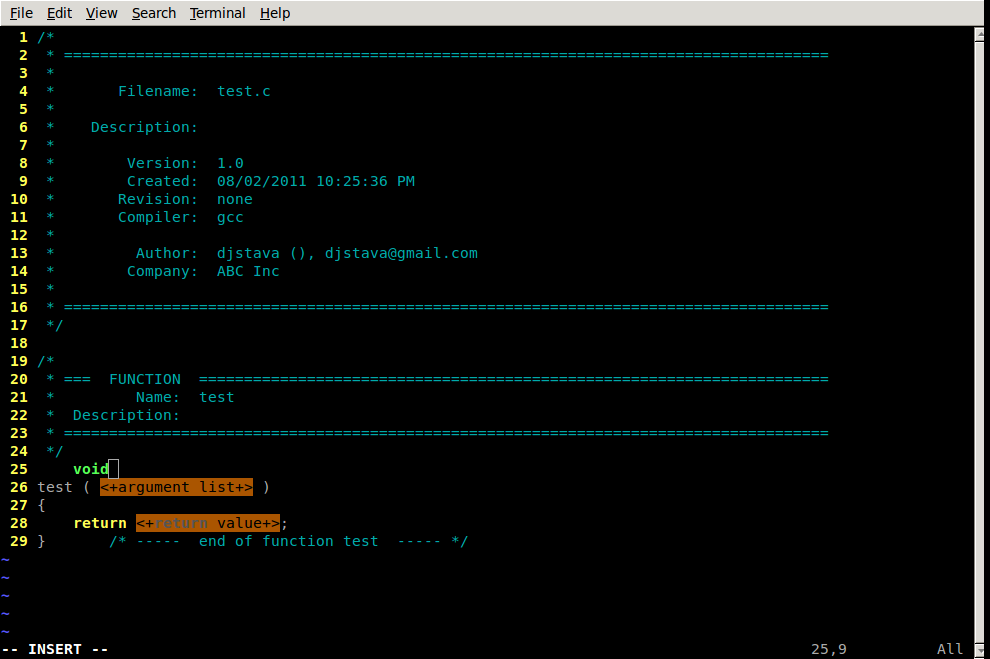 File Edit View Search Terminal Help
1 /*
2  * =====================================================================================
3  *
4  *       Filename:  test.c
5  *
6  *    Description:
7  *
8  *        Version:  1.0
9  *        Created:  08/02/2011 10:25:36 PM
10  *       Revision:  none
11  *       Compiler:  gcc
12  *
13  *         Author:  djstava (), djstava@gmail.com
14  *        Company:  ABC Inc
15  *
16  * =====================================================================================
17  */
18
19 /*
20  * ===  FUNCTION  ======================================================================
21  *         Name:  test
22  *  Description:
23  * =====================================================================================
24  */
25     void
26 test ( <+argument list+> )
27 {
28     return <+return value+>;
29 }       /* -----  end of function test  ----- */
~
~
~
~
~
-- INSERT --                    25,9          All